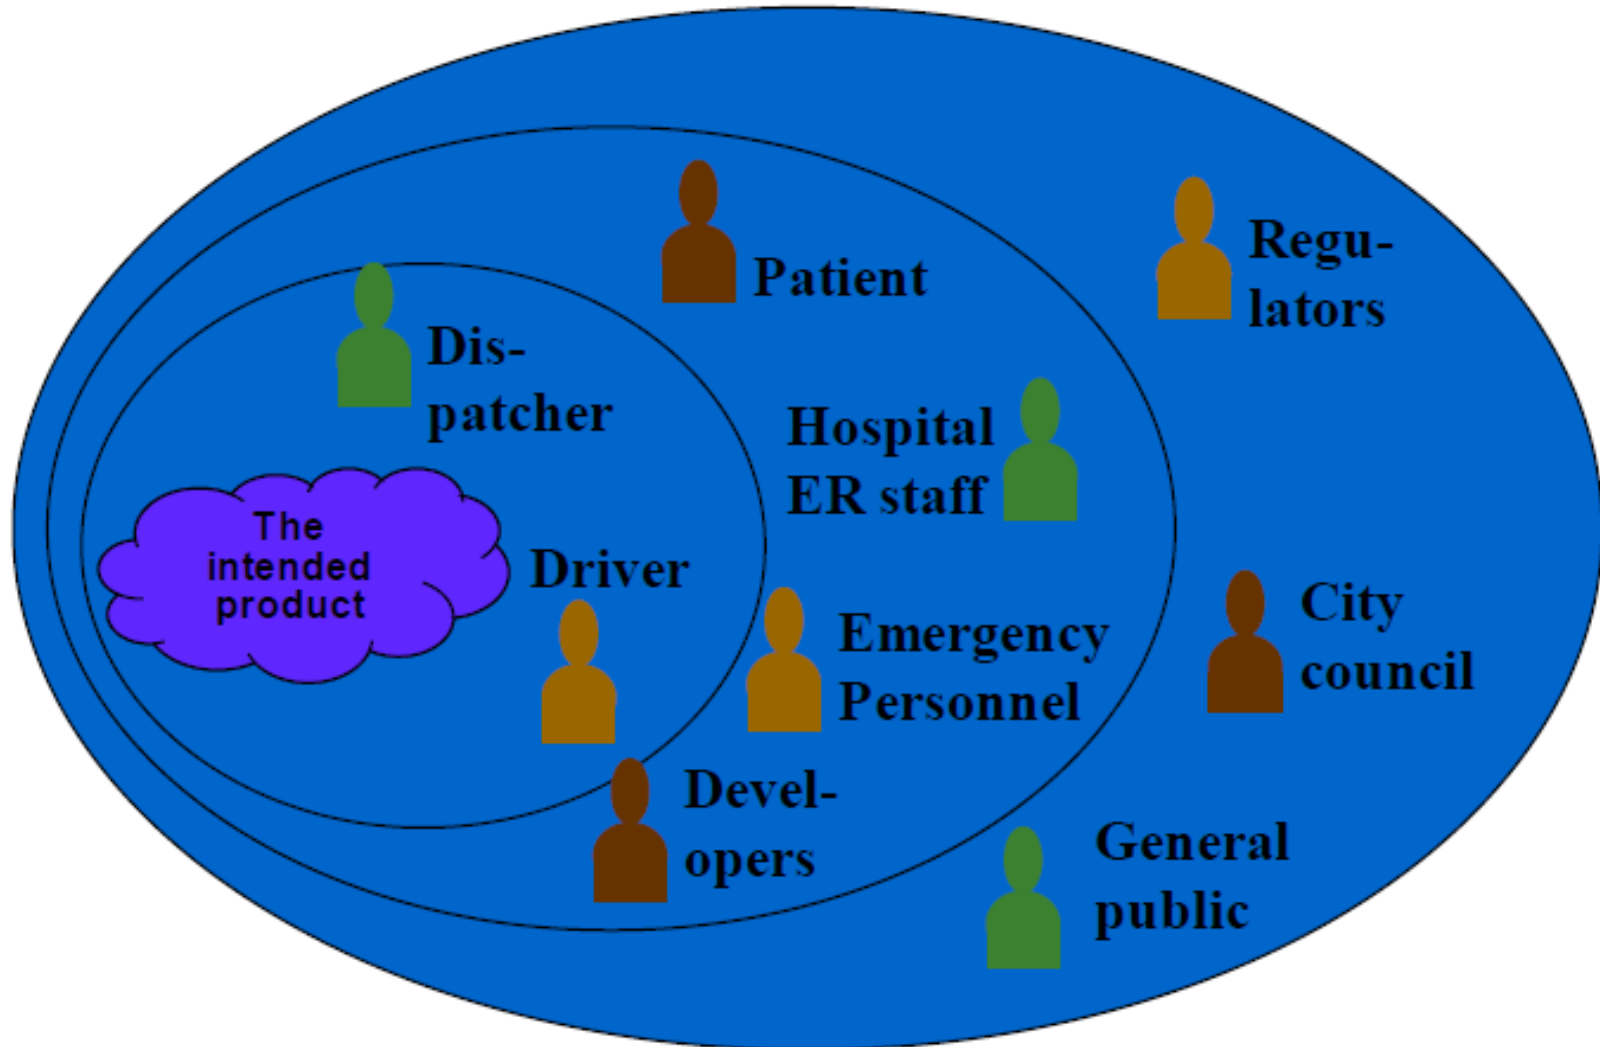 Patient
Regu-
lators
Dis-
patcher
Hospital
ER staff
The
intended
product
Driver
Emergency
Personnel
City
council
Devel-
opers
General
public